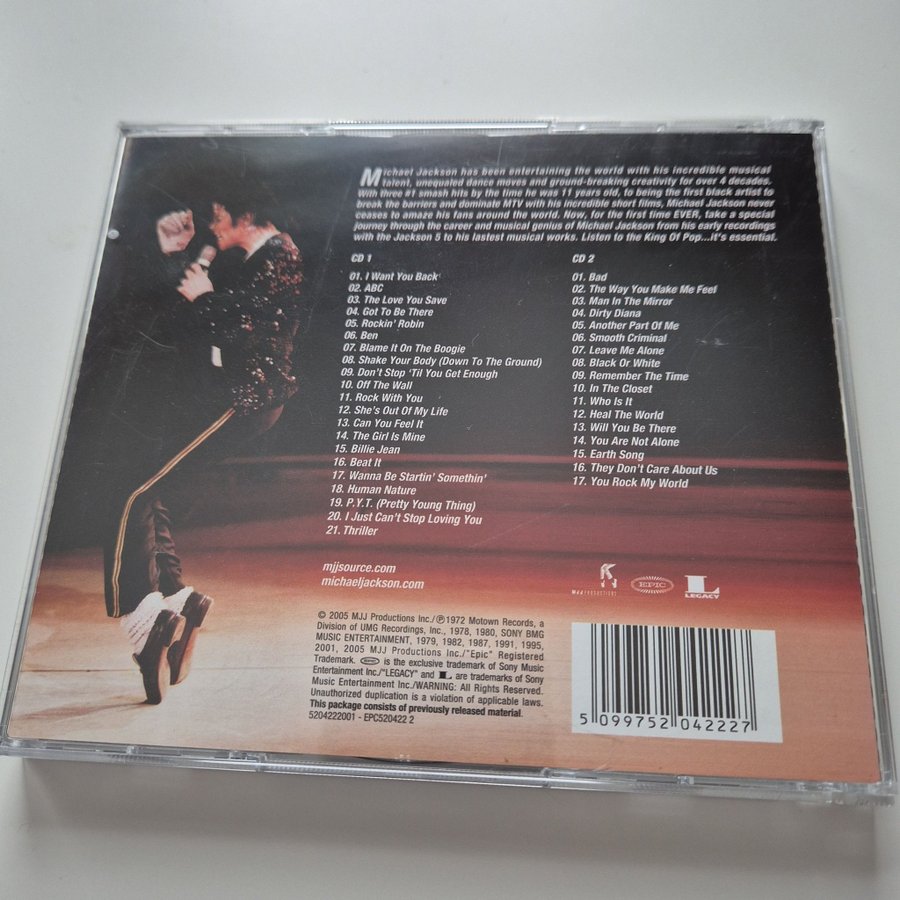 Michael Jackson has been entertaining the world with his incredible musical
talent, unequaled dance moves and ground-breaking creativity for over 4 decades.
With three #1 smash hits by the time he was 11 years old, to being the first black artist to
break the barriers and dominate MTV with his incredible short films, Michael Jackson never
ceases to amaze his fans around the world. Now, for the first time EVER, take a special
journey through the career and musical genius of Michael Jackson from his early recordings
with the Jackson 5 to his lastest musical works. Listen to the King Of Pop...it's essential.
CD 1
01. I Want You Back
02. ABC
03. The Love You Save
04. Got To Be There
05. Rockin' Robin
06. Ben
07. Blame It On The Boogie
08. Shake Your Body (Down To The Ground)
09. Don't Stop 'Til You Get Enough
10. Off The Wall
11. Rock With You
12. She's Out Of My Life
13. Can You Feel It
14. The Girl Is Mine
15. Billie Jean
16. Beat It
17. Wanna Be Startin' Somethin'
18. Human Nature
19. P.Y.T. (Pretty Young Thing)
20. I Just Can't Stop Loving You
21. Thriller
CD 2
01. Bad
02. The Way You Make Me Feel
03. Man In The Mirror
04. Dirty Diana
05. Another Part Of Me
06. Smooth Criminal
07. Leave Me Alone
08. Black Or White
09. Remember The Time
10. In The Closet
11. Who Is It
12. Heal The World
13. Will You Be There
14. You Are Not Alone
15. Earth Song
16. They Don't Care About Us
17. You Rock My World
mjjsource.com
michaeljackson.com
MJJ PRODUCTIONS
EPIC
L LEGACY
© 2005 MJJ Productions Inc./℗1972 Motown Records, a
Division of UMG Recordings, Inc., 1978, 1980, SONY BMG
MUSIC ENTERTAINMENT, 1979, 1982, 1987, 1991, 1995,
2001, 2005 MJJ Productions Inc./"Epic" Registered
Trademark. EPIC is the exclusive trademark of Sony Music
Entertainment Inc./"LEGACY" and L are trademarks of Sony
Music Entertainment Inc./WARNING: All Rights Reserved.
Unauthorized duplication is a violation of applicable laws.
This package consists of previously released material.
5204222001 - EPC520422 2
5 099752 042227